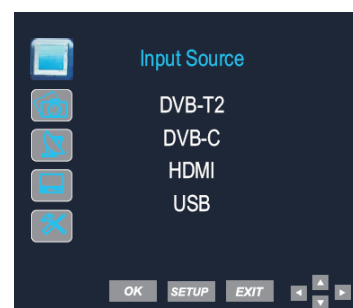 Input Source
DVB-T2
DVB-C
HDMI
USB
OK SETUP EXIT